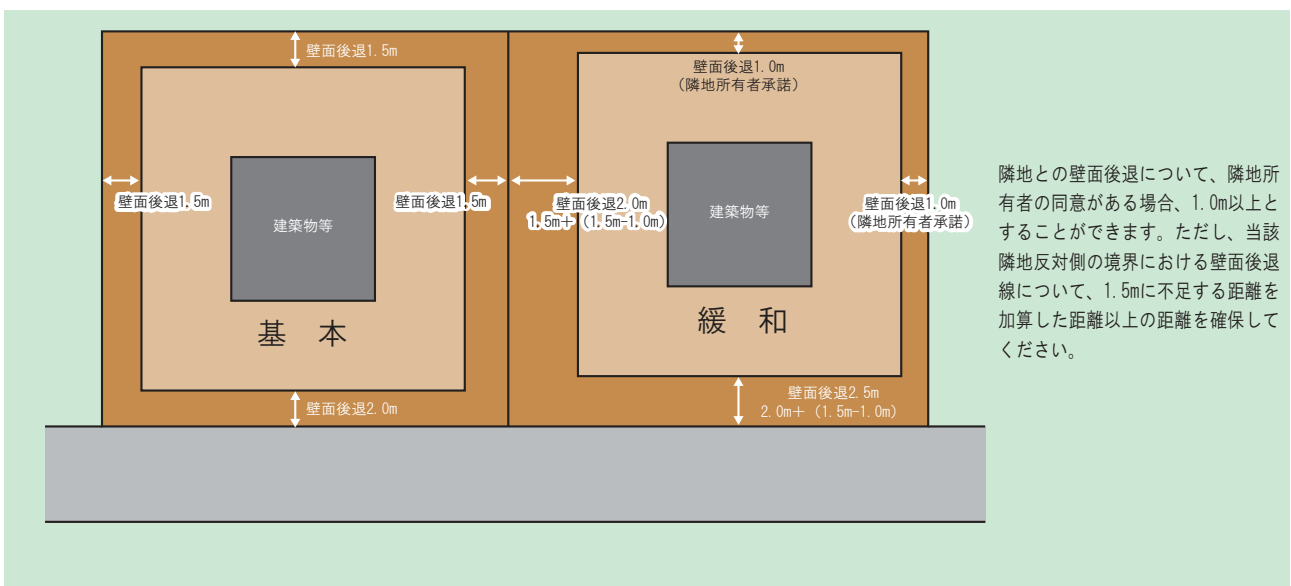 壁面後退1.5m
壁面後退1.5m
壁面後退1.5m
建築物等
基　本
壁面後退2.0m
壁面後退1.0m
（隣地所有者承諾）
壁面後退2.0m
1.5m＋（1.5m-1.0m）
建築物等
壁面後退1.0m
（隣地所有者承諾）
緩　和
壁面後退2.5m
2.0m＋（1.5m-1.0m）
隣地との壁面後退について、隣地所
有者の同意がある場合、1.0m以上と
することができます。ただし、当該
隣地反対側の境界における壁面後退
線について、1.5mに不足する距離を
加算した距離以上の距離を確保して
ください。